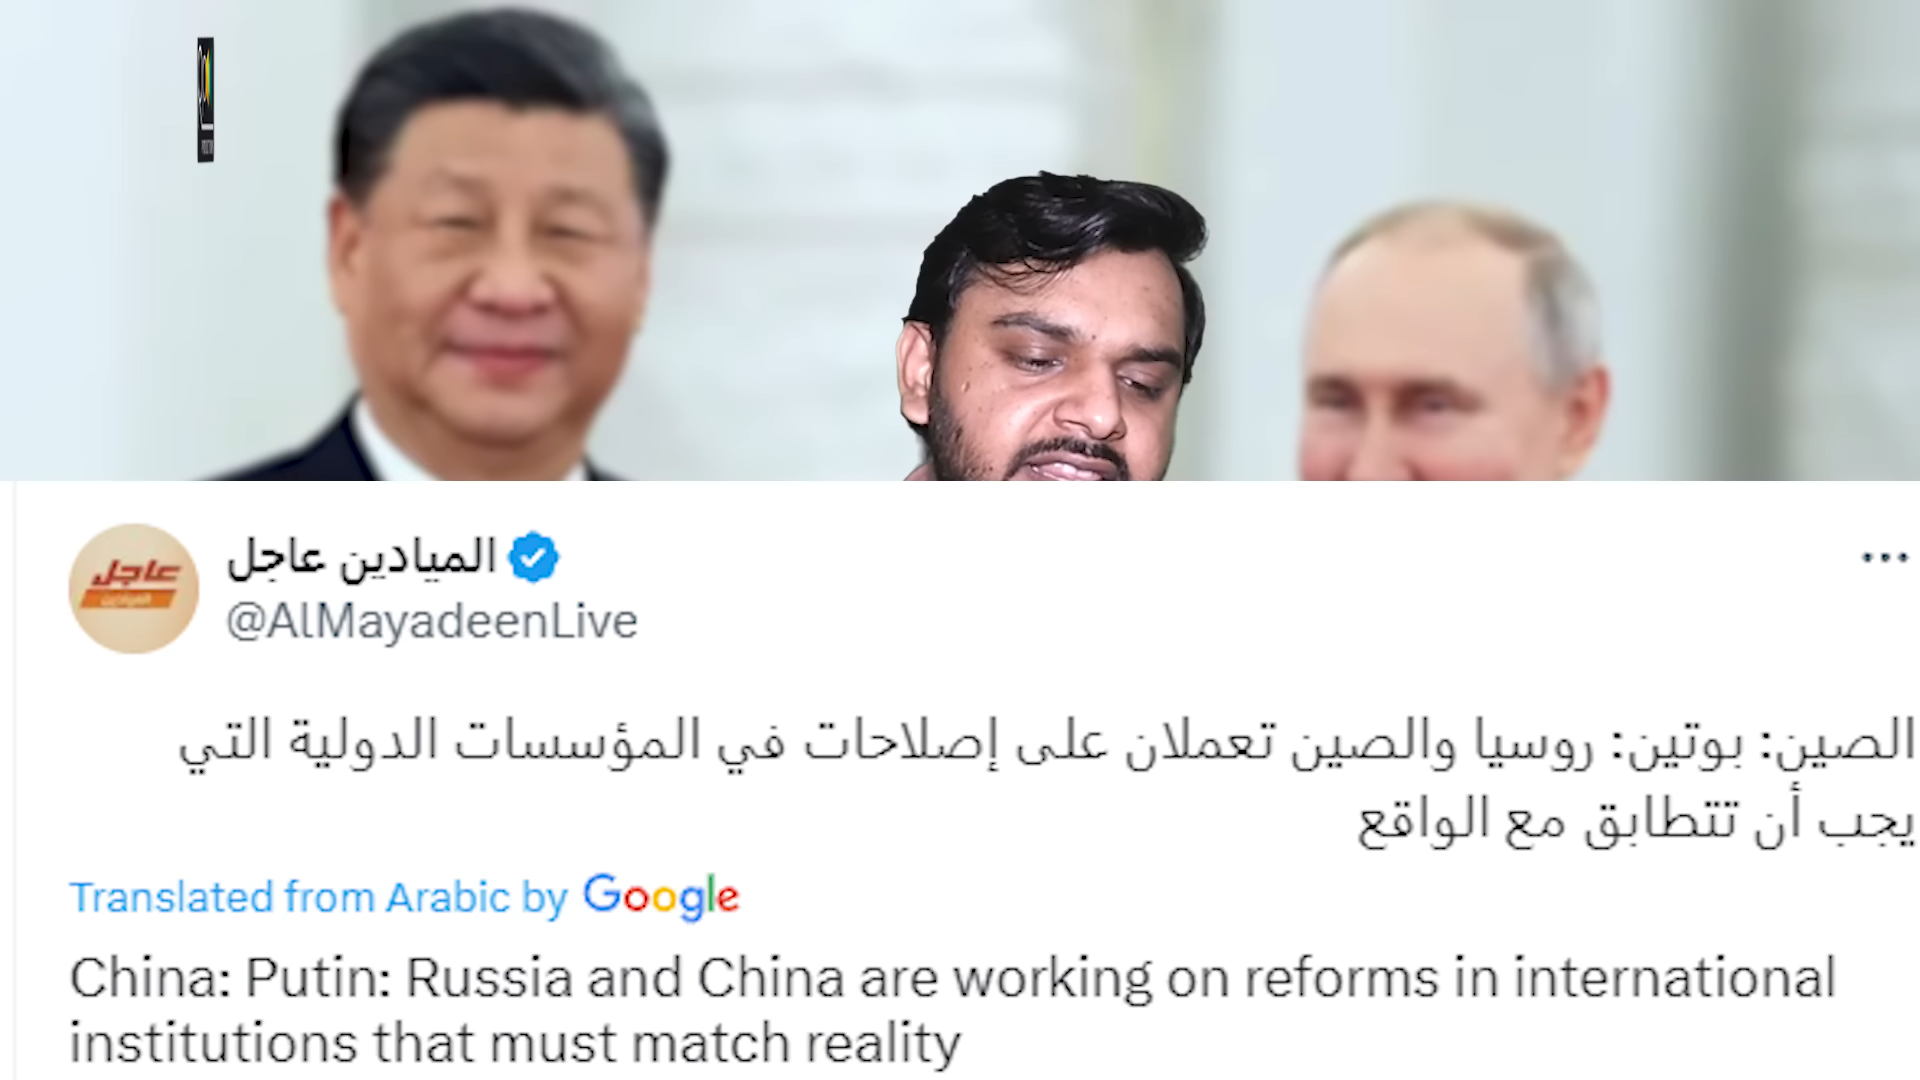 الميادين عاجل
@AlMayadeenLive
عاجل
الميادين
الصين: بوتين: روسيا والصين تعملان على إصلاحات في المؤسسات الدولية التي
يجب أن تتطابق مع الواقع
Translated from Arabic by Google
China: Putin: Russia and China are working on reforms in international
institutions that must match reality